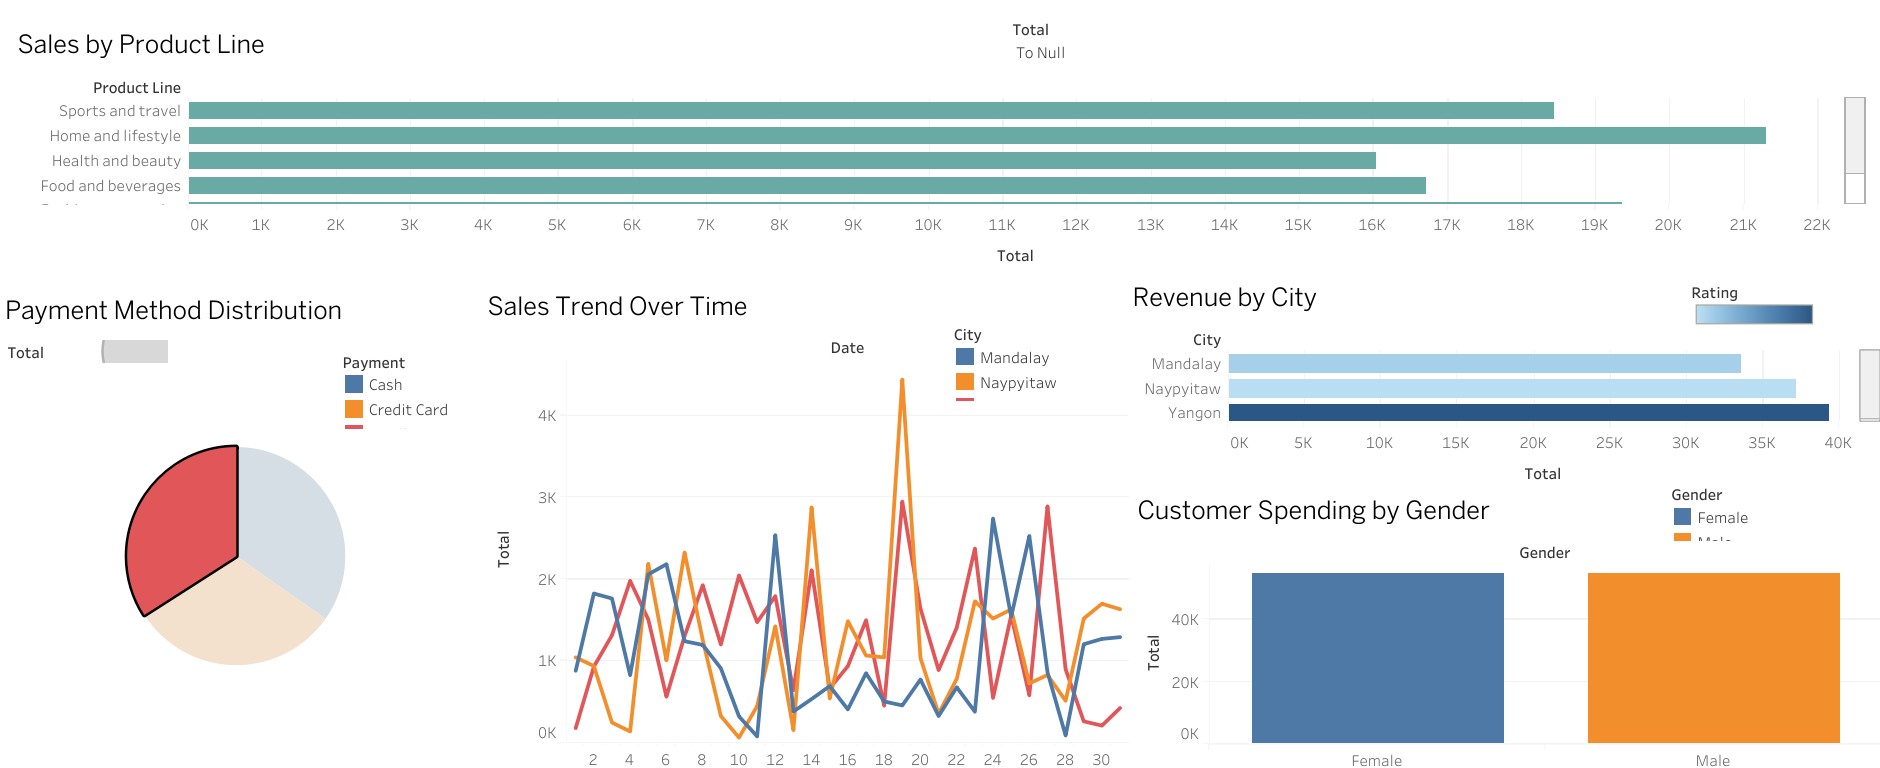 Sales by Product Line
Total
To Null
Product Line
Sports and travel
Home and lifestyle
Health and beauty
Food and beverages
0K 1K 2K 3K 4K 5K 6K 7K 8K 9K 10K 11K 12K 13K 14K 15K 16K 17K 18K 19K 20K 21K 22K
Total
Payment Method Distribution
Total
Payment
Cash
Credit Card
Sales Trend Over Time
Date
City
Mandalay
Naypyitaw
Total
4K
3K
2K
1K
0K
2 4 6 8 10 12 14 16 18 20 22 24 26 28 30
Revenue by City
Rating
City
Mandalay
Naypyitaw
Yangon
0K 5K 10K 15K 20K 25K 30K 35K 40K
Total
Customer Spending by Gender
Gender
Female
Gender
Total
40K
20K
0K
Female Male